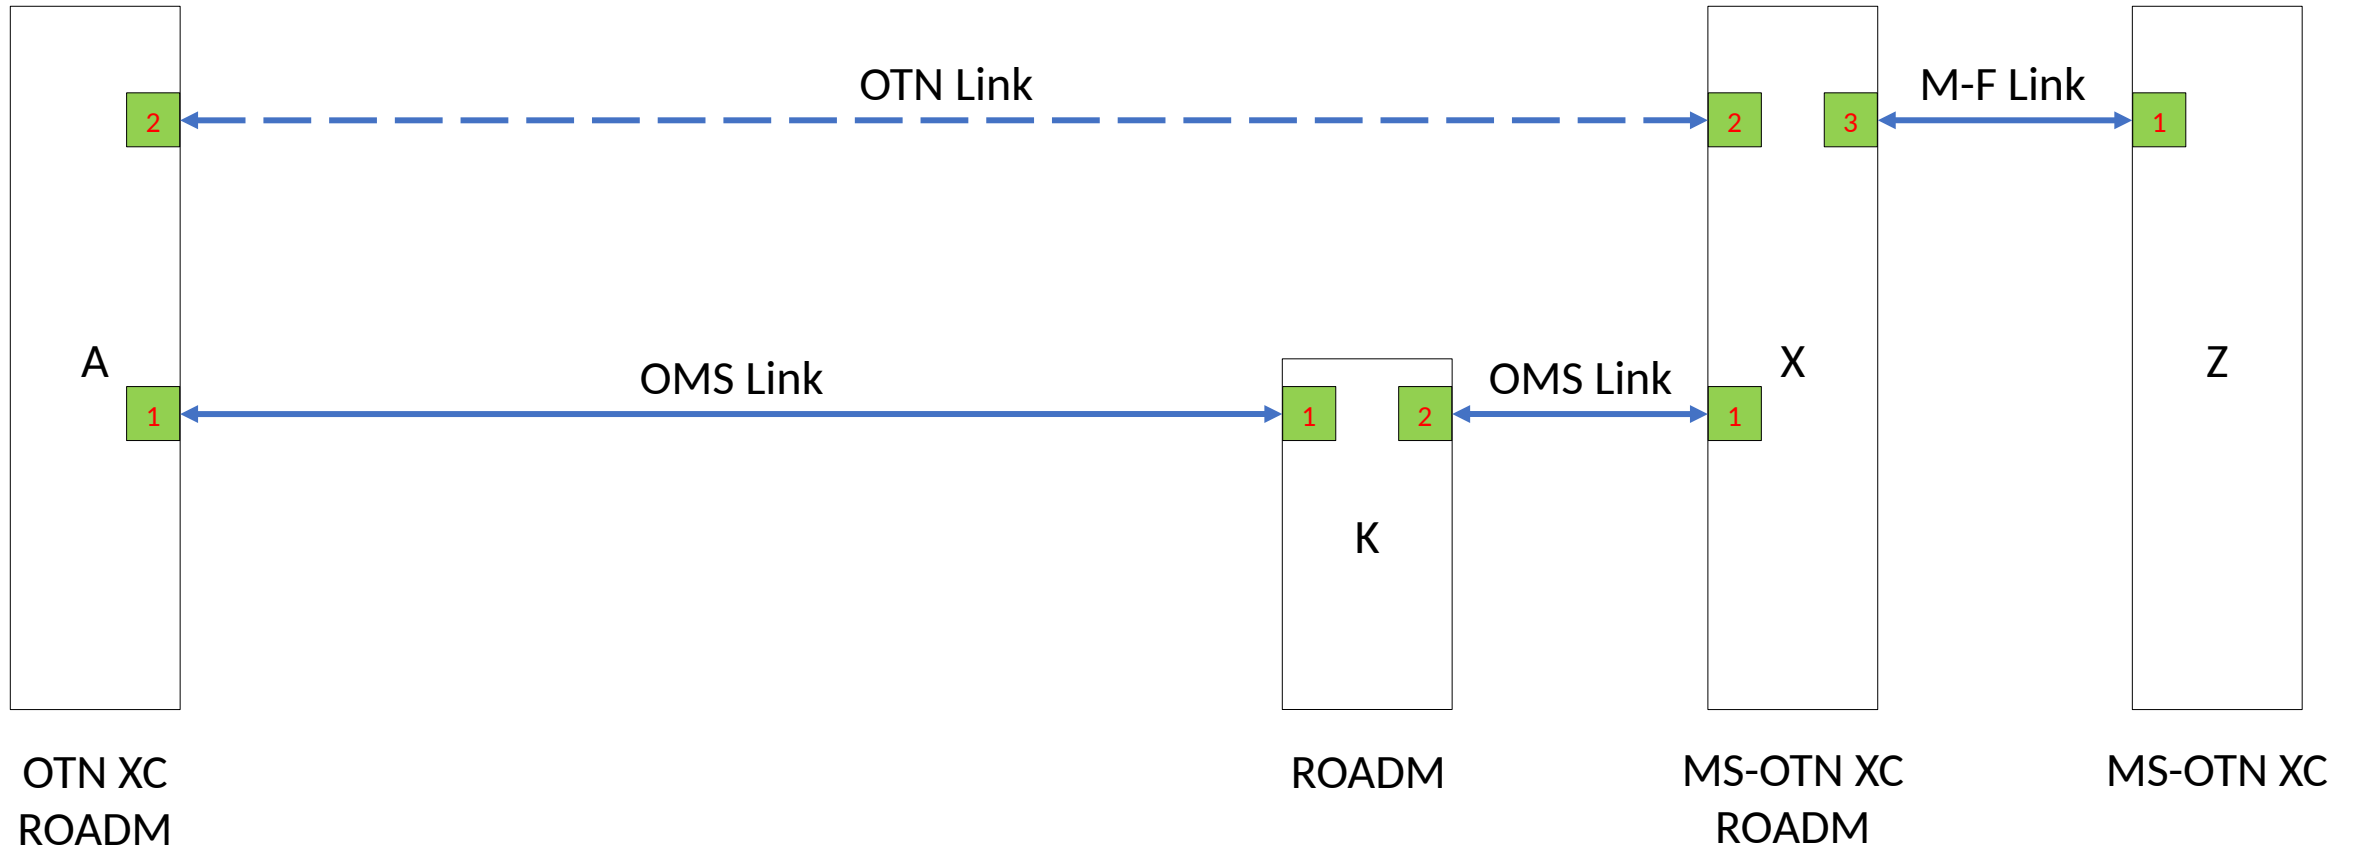 OTN Link
M-F Link
2
2
3
1
A
OMS Link
OMS Link
X
Z
1
1
2
1
K
OTN XC
ROADM
ROADM
MS-OTN XC
ROADM
MS-OTN XC